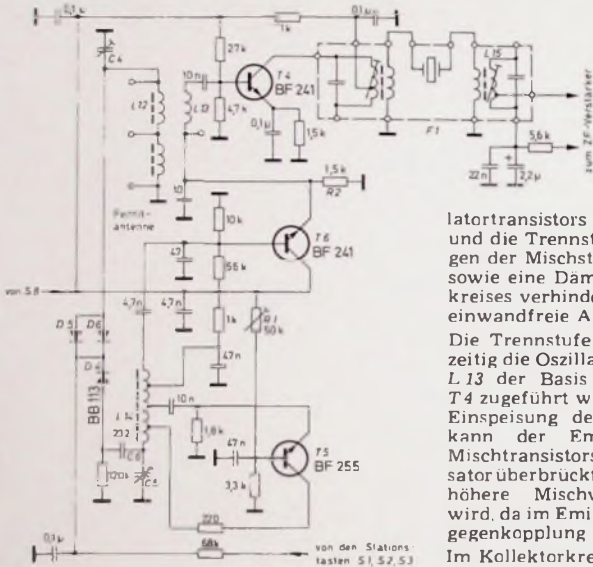 0,1µ
1k
0,1µ
C4
27k
10n
T4
BF 241
L15
L12
L13
4,7k
0,1µ
1,5k
F1
5,6k
22n
2,2µ
zum ZF-Verstärker
1,5k
R2
Ferrit-
antenne
10k
T6
BF 241
47
von S8
4,7n
4,7n
D5
D6
1k
R1
50k
47n
BB 113
L14
10n
1,8k
47n
T5
BF 255
232
C6
C5
120k
3,3k
220
0,1µ
68k
von den Stations-
tasten S1, S2, S3
latortransistors
und die Trennst
gen der Mischst
sowie eine Däm
kreises verhinde
einwandfreie A
Die Trennstufe
zeitig die Oszilla
L 13 der Basis
T4 zugeführt w
Einspeisung de
kann der Em
Mischtransistors
sator überbrückt
höhere Mischv
wird, da im Emi
gegenkopplung
Im Kollektorkre